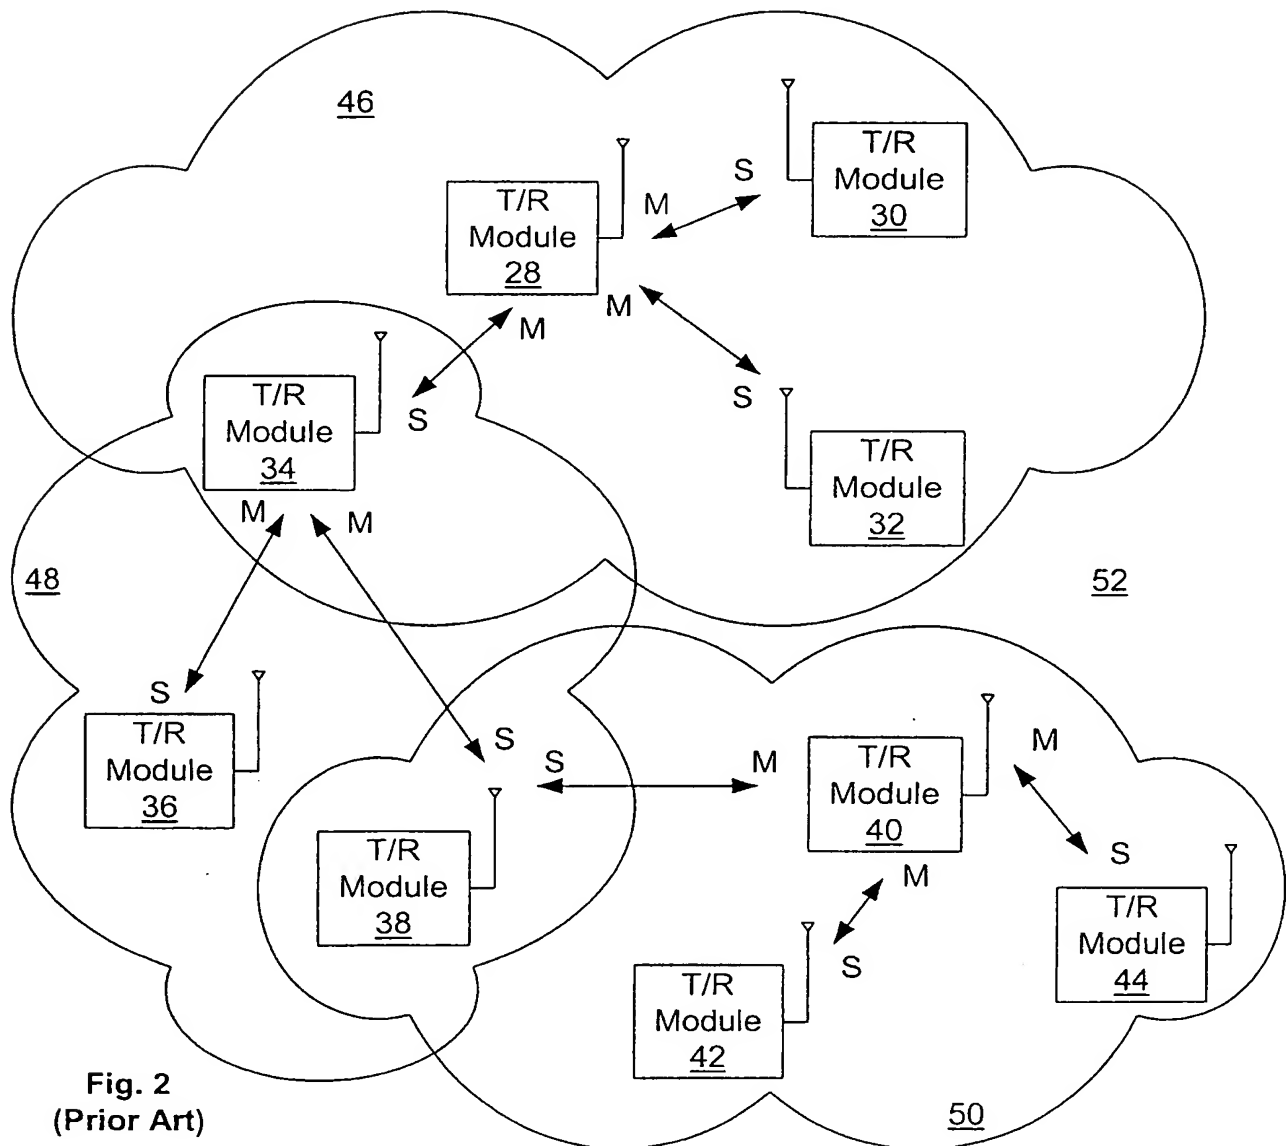 46
T/R
Module
30
S
M
T/R
Module
28
M
M
S
S
T/R
Module
34
T/R
Module
32
M
M
48
52
S
T/R
Module
36
S
S
M
T/R
Module
40
M
S
T/R
Module
38
M
S
T/R
Module
42
T/R
Module
44
Fig. 2
(Prior Art)
50